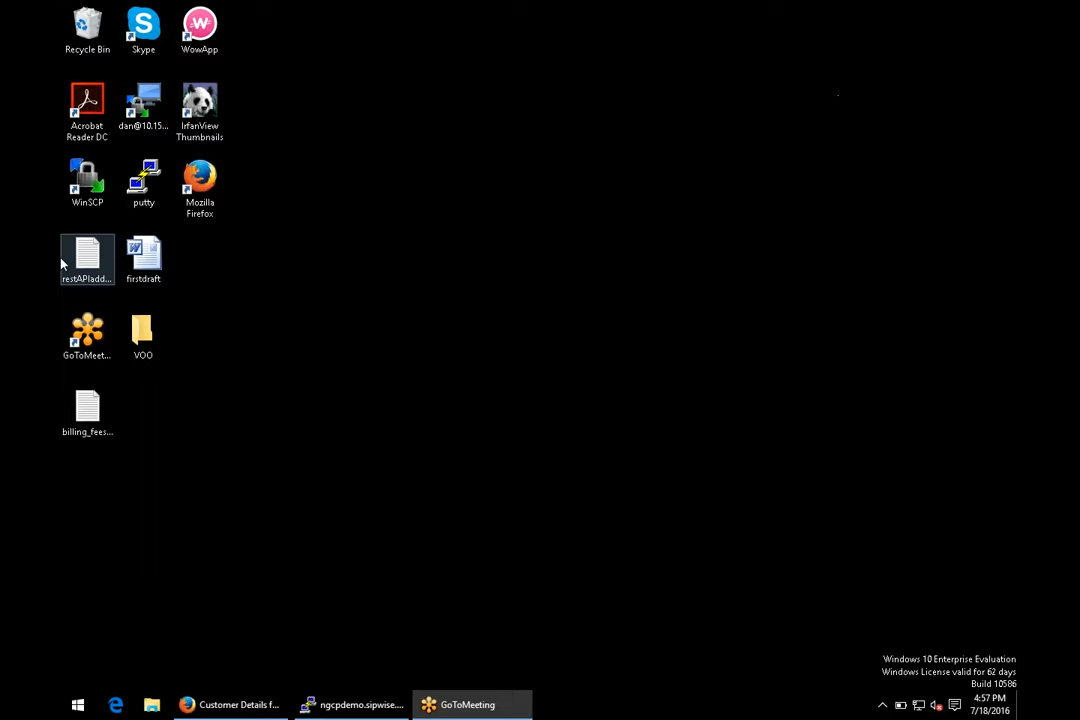 Recycle Bin
Skype
WowApp
Acrobat
Reader DC
dan@10.15...
IrfanView
Thumbnails
WinSCP
putty
Mozilla
Firefox
restAPIadd...
firstdraft
GoToMeet...
VOO
billing_fees...
Windows 10 Enterprise Evaluation
Windows License valid for 62 days
Build 10586
Customer Details f...
ngcpdemo.sipwise....
GoToMeeting
4:57 PM
7/18/2016